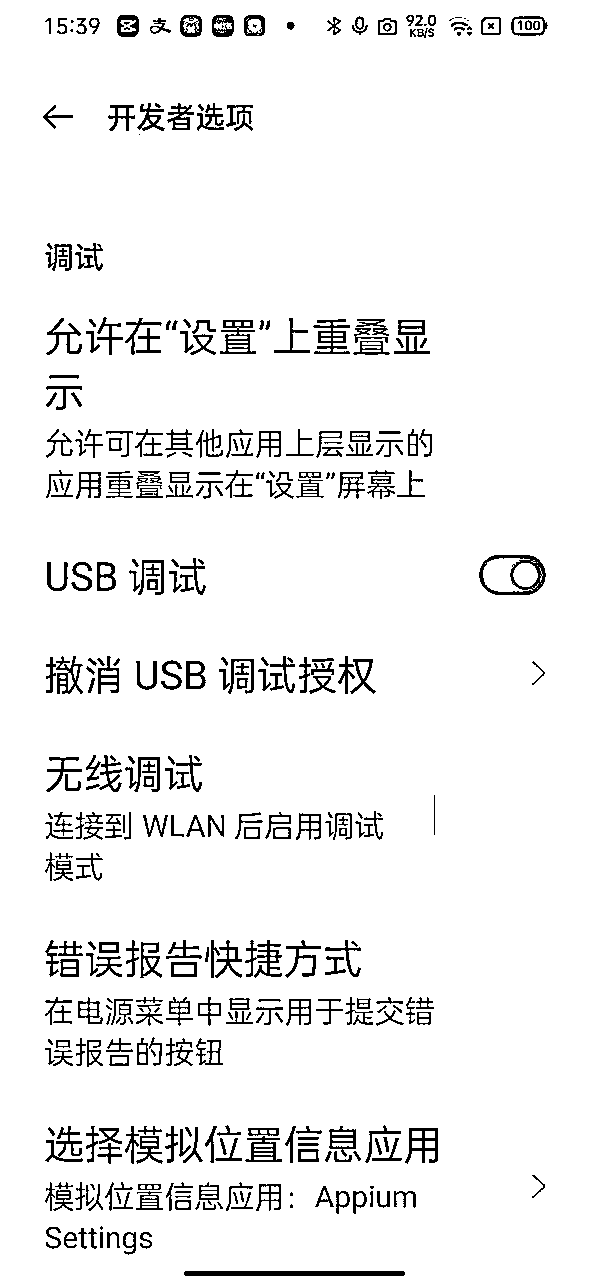 15:39
92.0
KB/S
100
开发者选项
调试
允许在“设置”上重叠显
示
允许可在其他应用上层显示的
应用重叠显示在“设置”屏幕上
USB 调试
撤消 USB 调试授权
无线调试
连接到 WLAN 后启用调试
模式
错误报告快捷方式
在电源菜单中显示用于提交错
误报告的按钮
选择模拟位置信息应用
模拟位置信息应用：Appium
Settings